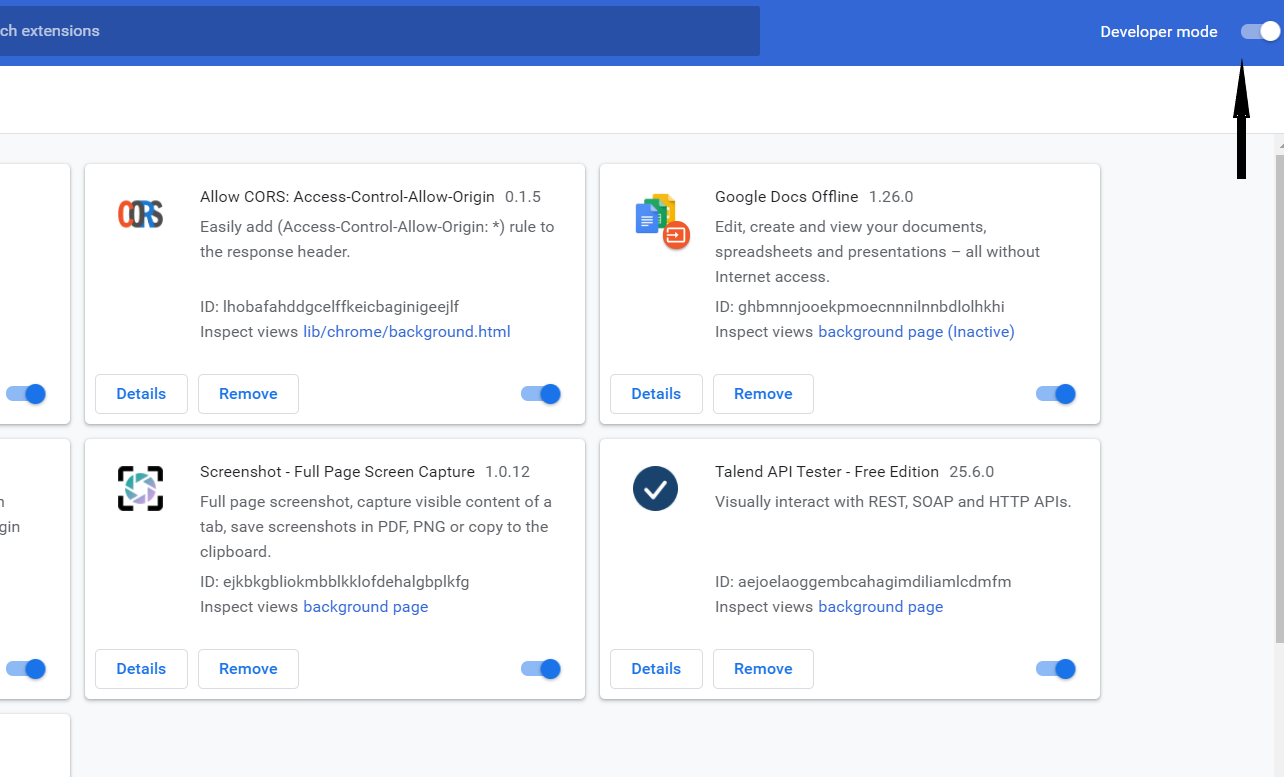 ch extensions
Developer mode
CORS
Allow CORS: Access-Control-Allow-Origin 0.1.5
Easily add (Access-Control-Allow-Origin: *) rule to
the response header.
ID: lhobafahddgcelffkeicbaginigeejlf
Inspect views lib/chrome/background.html
Details
Remove
Google Docs Offline 1.26.0
Edit, create and view your documents,
spreadsheets and presentations – all without
Internet access.
ID: ghbmnnjooekpmoecnnnilnnbdlolhkhi
Inspect views background page (Inactive)
Details
Remove
n
gin
Screenshot - Full Page Screen Capture 1.0.12
Full page screenshot, capture visible content of a
tab, save screenshots in PDF, PNG or copy to the
clipboard.
ID: ejkbkgbliokmbblkklofdehalgbplkfg
Inspect views background page
Details
Remove
Talend API Tester - Free Edition 25.6.0
Visually interact with REST, SOAP and HTTP APIs.
ID: aejoelaoggembcahagimdiliamlcdmfm
Inspect views background page
Details
Remove